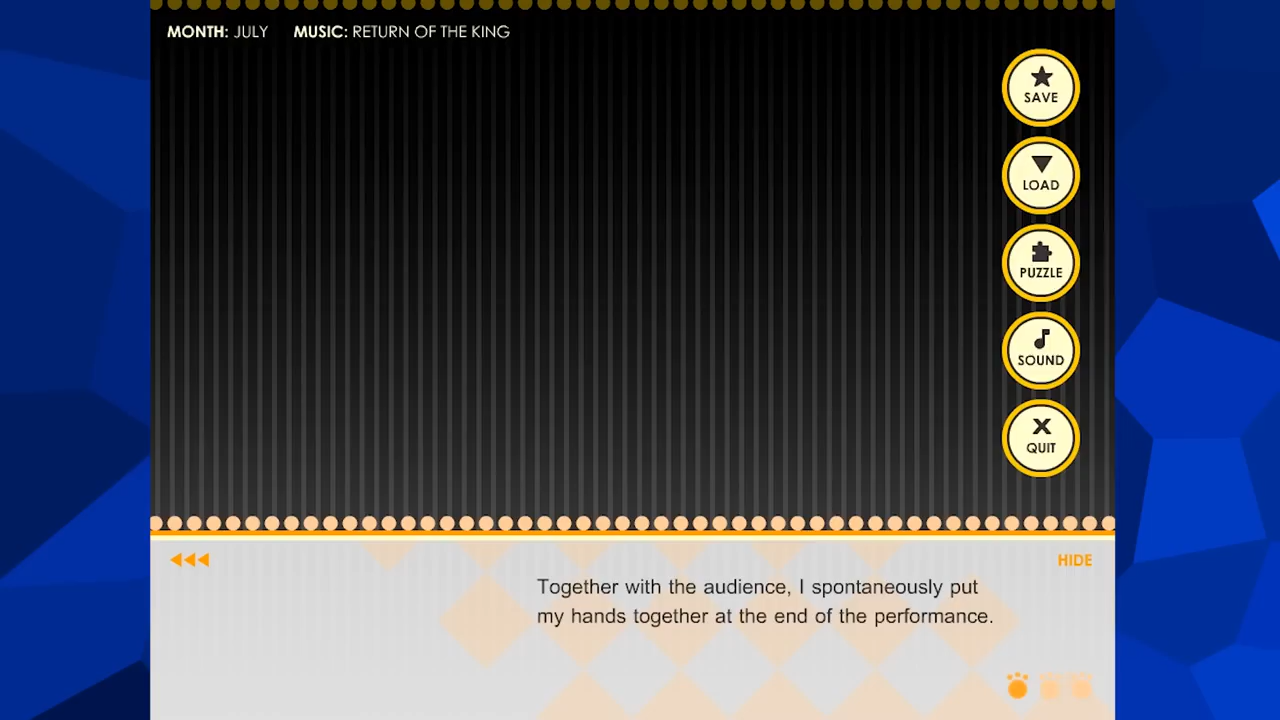 MONTH: JULY MUSIC: RETURN OF THE KING
SAVE
LOAD
PUZZLE
SOUND
QUIT
HIDE
Together with the audience, I spontaneously put
my hands together at the end of the performance.